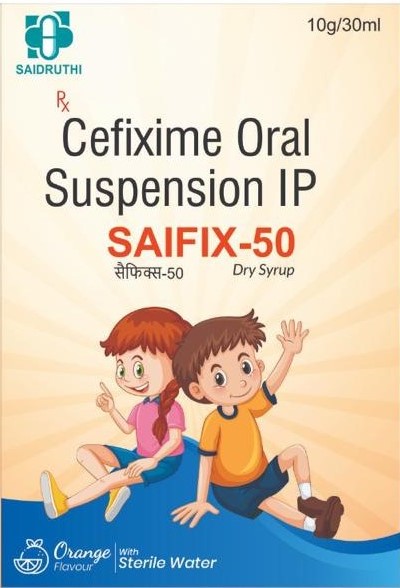 SAIDRUTHI
10g/30ml
Rx
Cefixime Oral
Suspension IP
SAIFIX-50
सैफिक्स-50
Dry Syrup
Orange
Flavour
With
Sterile Water